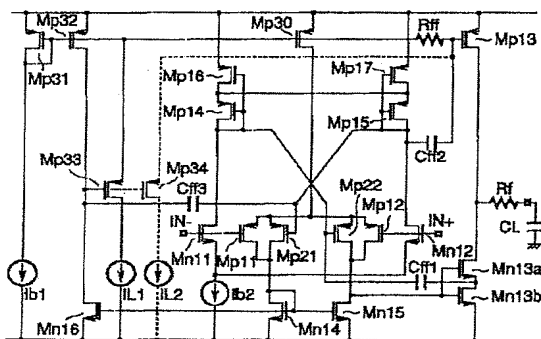 Mp32
Mp30
Rff
Mp13
Mp31
Mp16
Mp17
Mp14
Mp15
Mp33
Mp34
Cff3
Cff2
Mp22
Mp12
Rf
IN-
IN+
CL
Mn11
Mp11
Mp21
Mn12
Cff1
Mn13a
Ib1
IL1
IL2
Ib2
Mn13b
Mn16
Mn14
Mn15